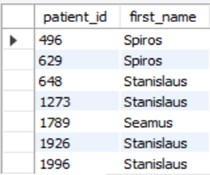 patient_id first_name
496 Spiros
629 Spiros
648 Stanislaus
1273 Stanislaus
1789 Seamus
1926 Stanislaus
1996 Stanislaus